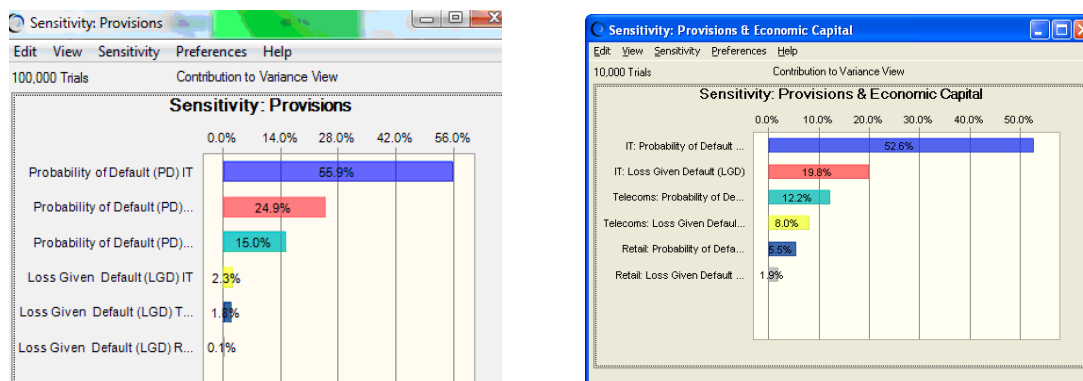 Sensitivity: Provisions
Edit View Sensitivity Preferences Help
100,000 Trials Contribution to Variance View
Sensitivity: Provisions
0.0% 14.0% 28.0% 42.0% 56.0%
Probability of Default (PD) IT 55.9%
Probability of Default (PD)... 24.9%
Probability of Default (PD)... 15.0%
Loss Given Default (LGD) IT 2.3%
Loss Given Default (LGD) T... 1.8%
Loss Given Default (LGD) R... 0.1%
Sensitivity: Provisions & Economic Capital
Edit View Sensitivity Preferences Help
10,000 Trials Contribution to Variance View
Sensitivity: Provisions & Economic Capital
0.0% 10.0% 20.0% 30.0% 40.0% 50.0%
IT: Probability of Default ... 52.6%
IT: Loss Given Default (LGD) 19.8%
Telecoms: Probability of De... 12.2%
Telecoms: Loss Given Defaul... 8.0%
Retail: Probability of Defa... 5.5%
Retail: Loss Given Default ... 1.9%